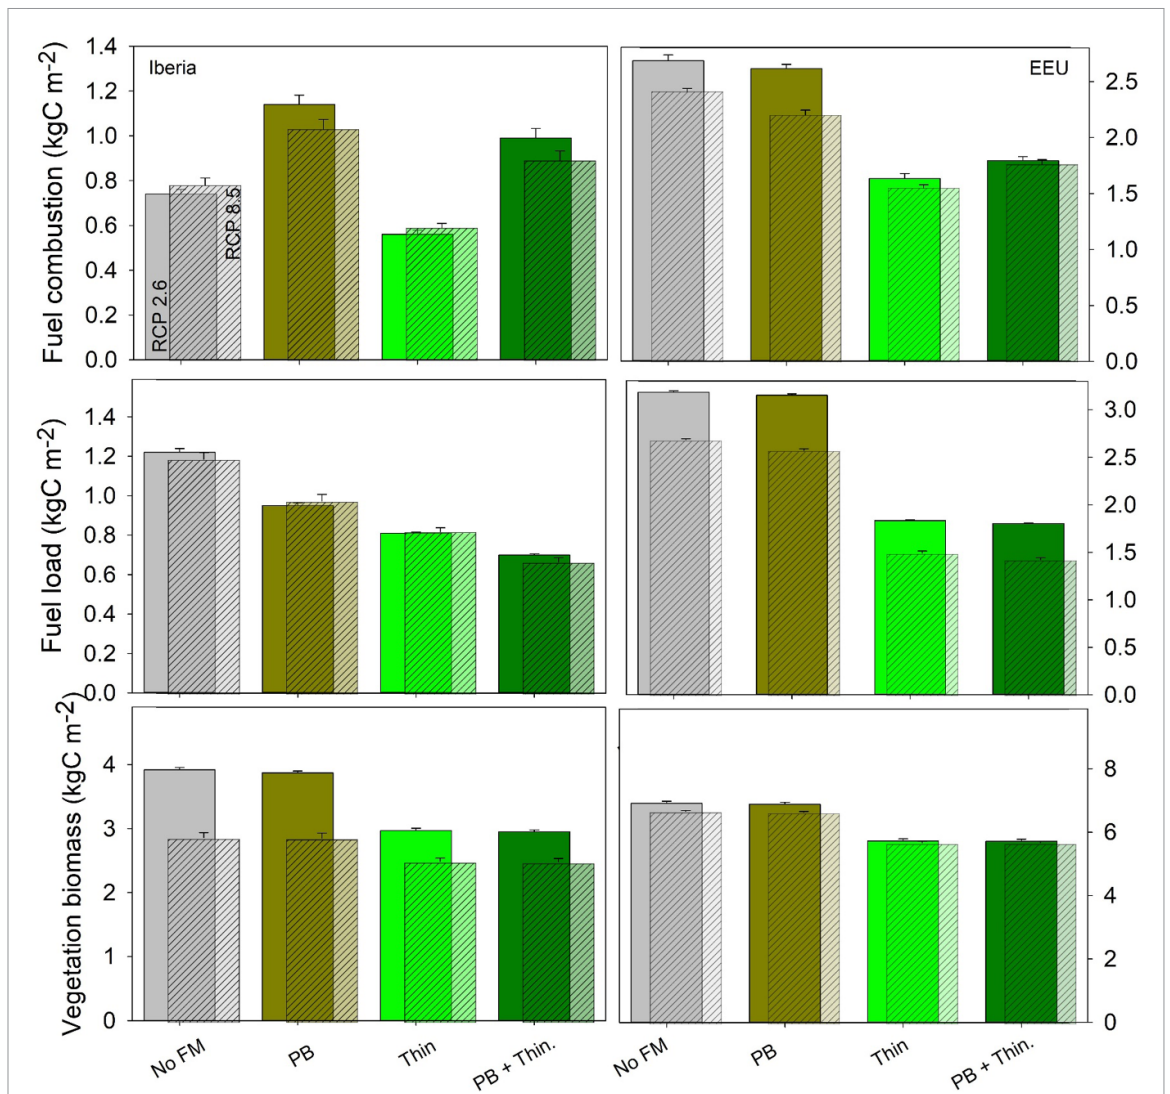 Fuel combustion (kgC m-2)
1.4
1.2
1.0
0.8
0.6
0.4
0.2
0.0
Iberia
RCP 2.6
RCP 8.5
EEU
2.5
2.0
1.5
1.0
0.5
0.0
Fuel load (kgC m-2)
1.4
1.2
1.0
0.8
0.6
0.4
0.2
0.0
3.0
2.5
2.0
1.5
1.0
0.5
0.0
Vegetation biomass (kgC m-2)
4
3
2
1
0
8
6
4
2
0
No FM
PB
Thin
PB + Thin.
No FM
PB
Thin
PB + Thin.